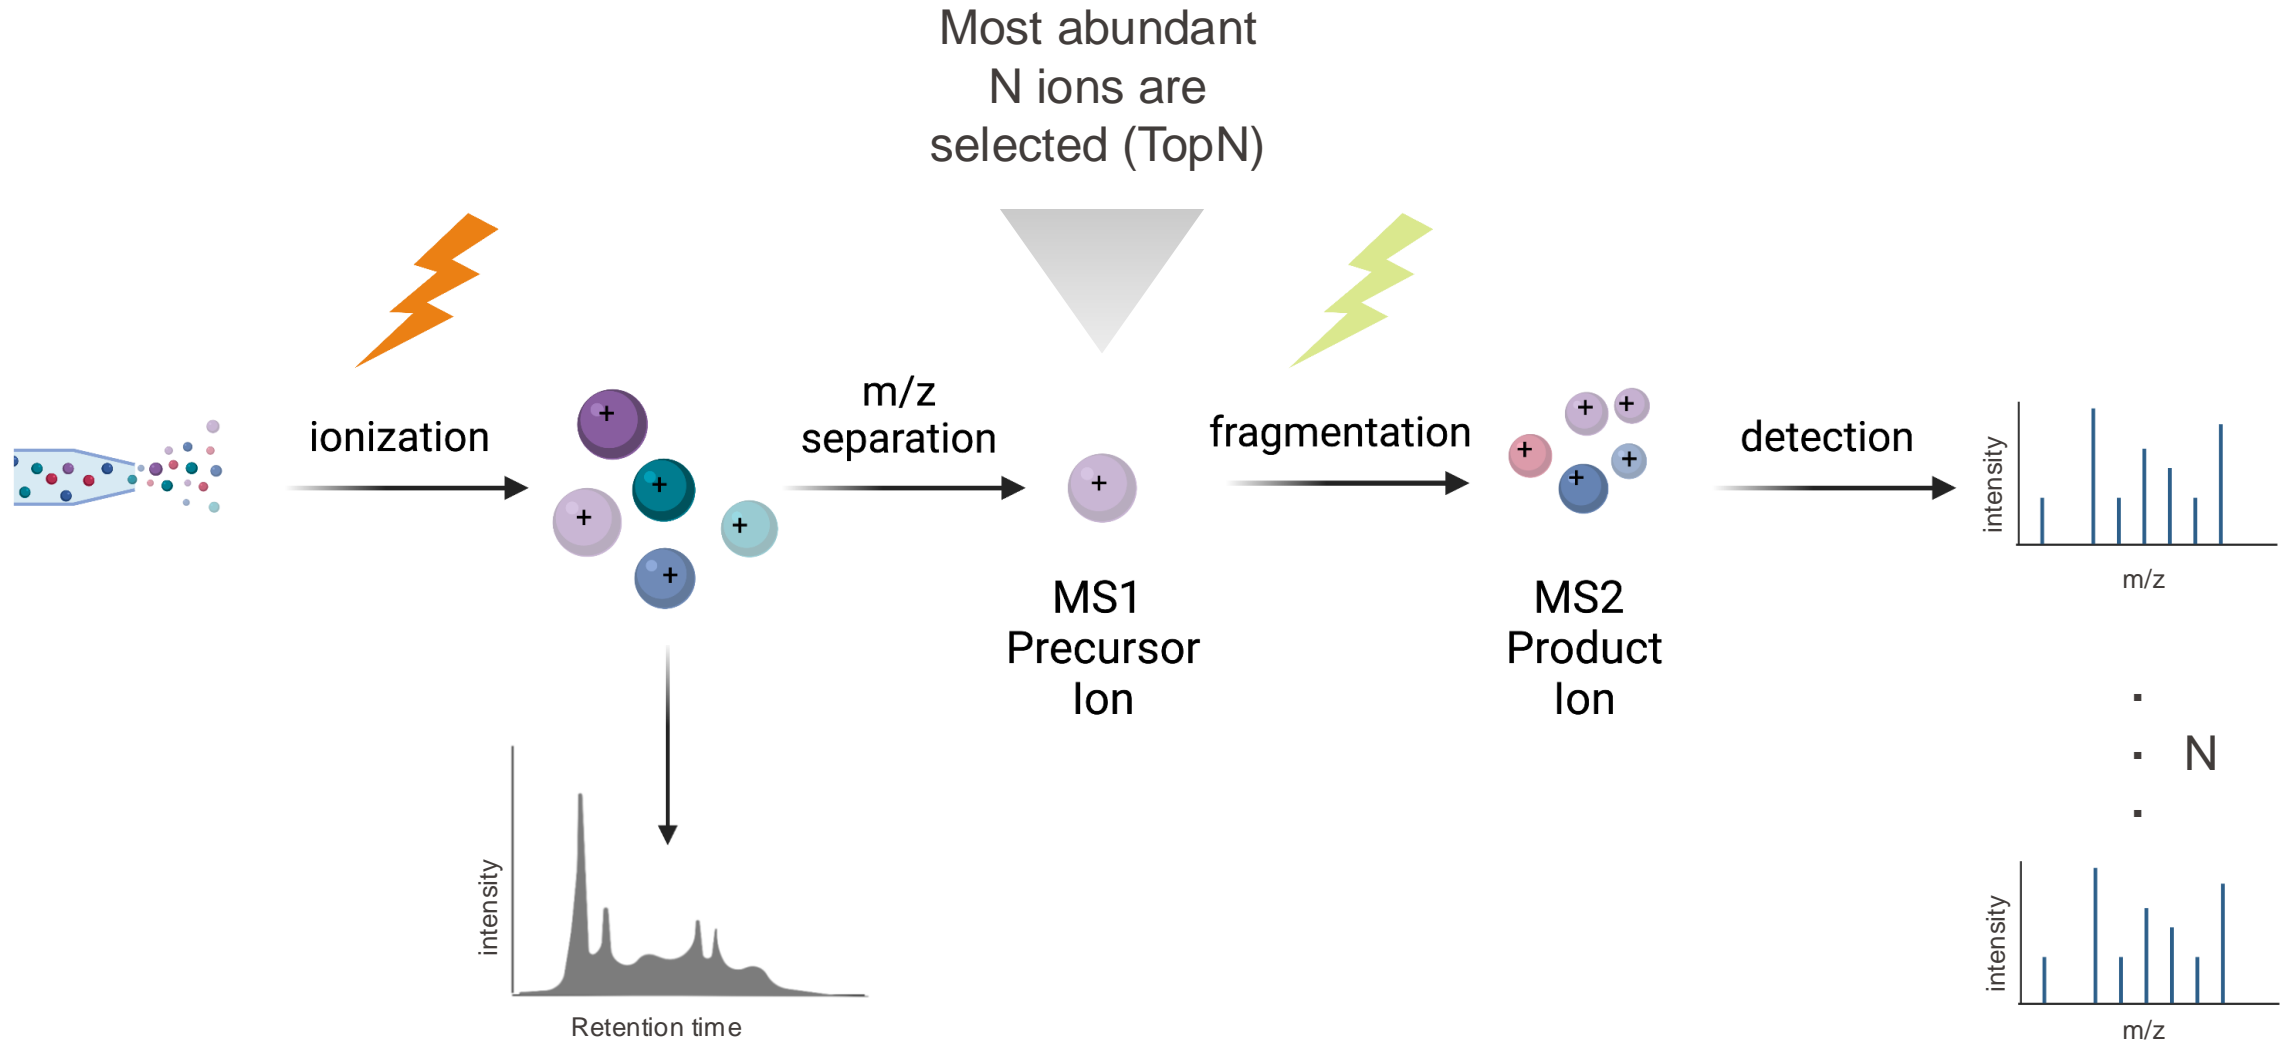 Most abundant
N ions are
selected (TopN)
ionization
+
+
+
+
+
m/z
separation
+
MS1
Precursor
Ion
fragmentation
+
+
+
+
+
MS2
Product
Ion
detection
intensity
m/z
N
intensity
m/z
intensity
Retention time